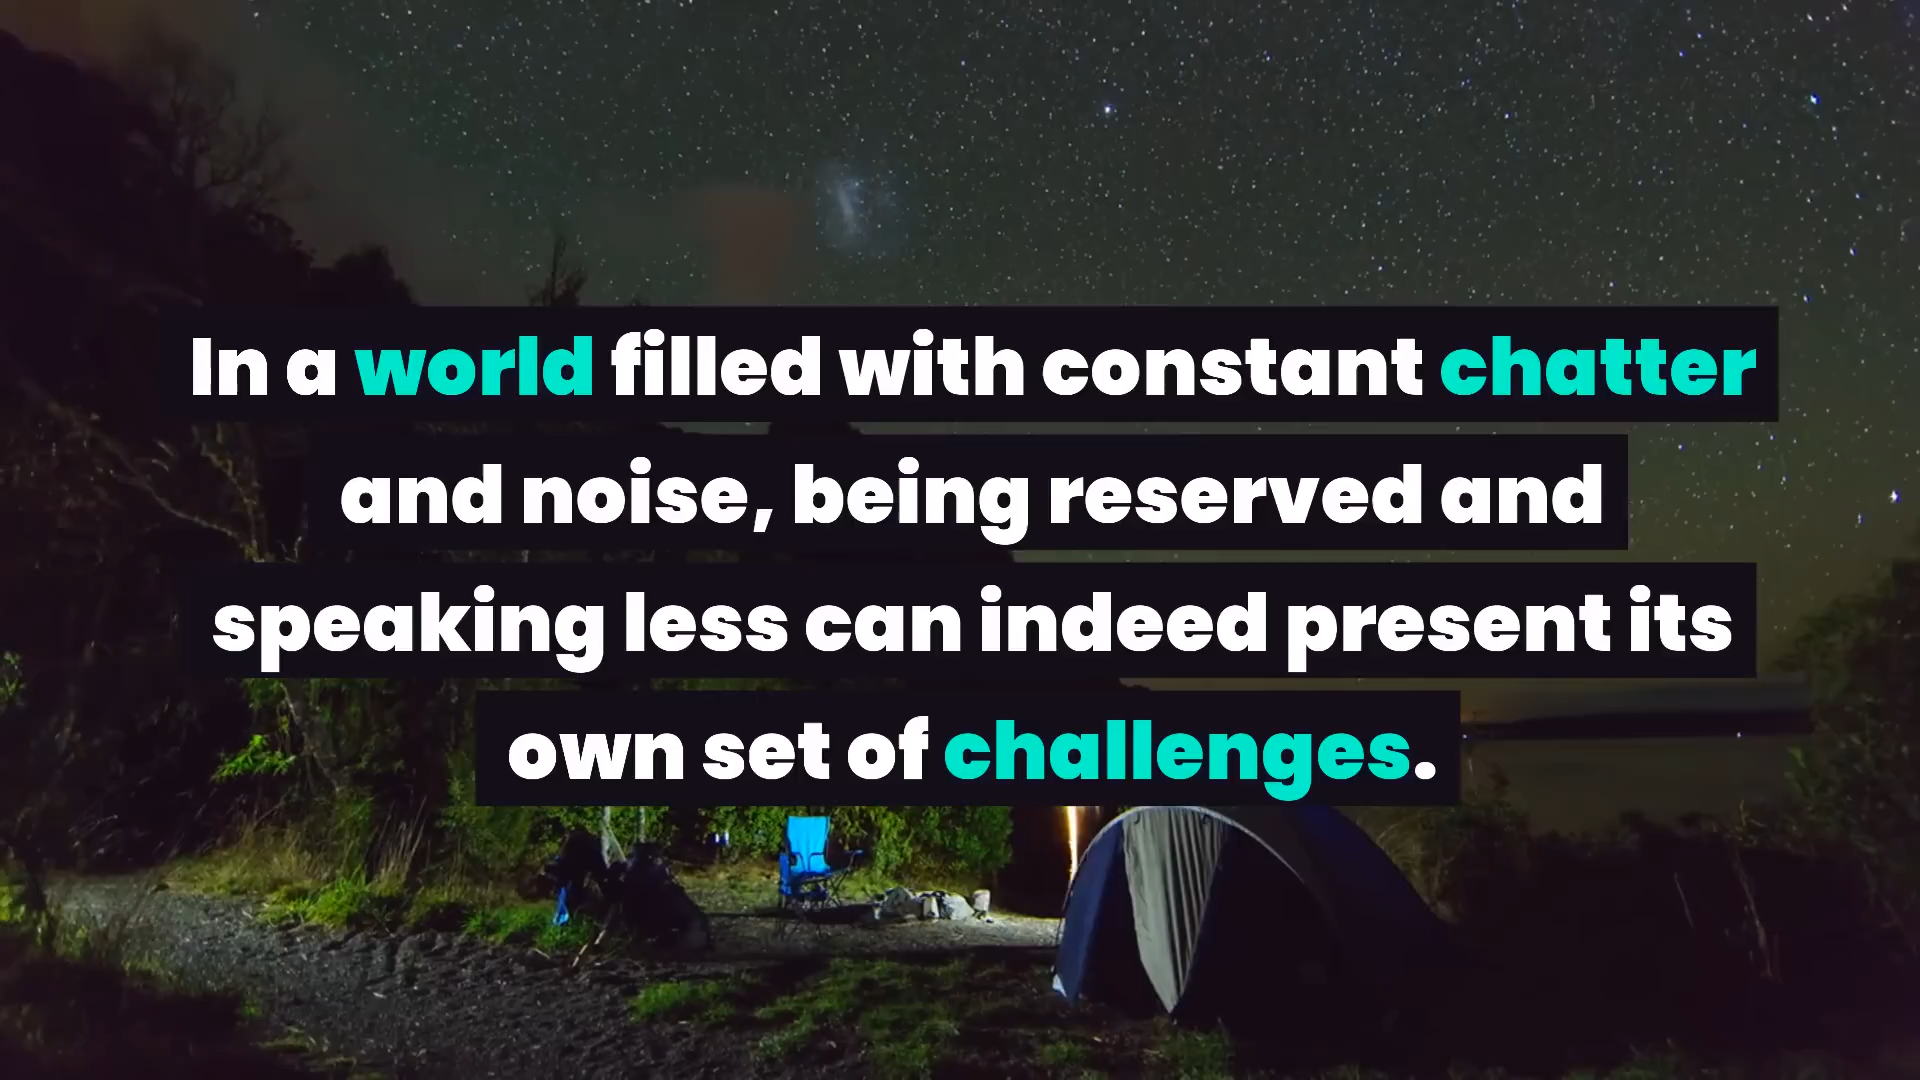 In a world filled with constant chatter
and noise, being reserved and
speaking less can indeed present its
own set of challenges.